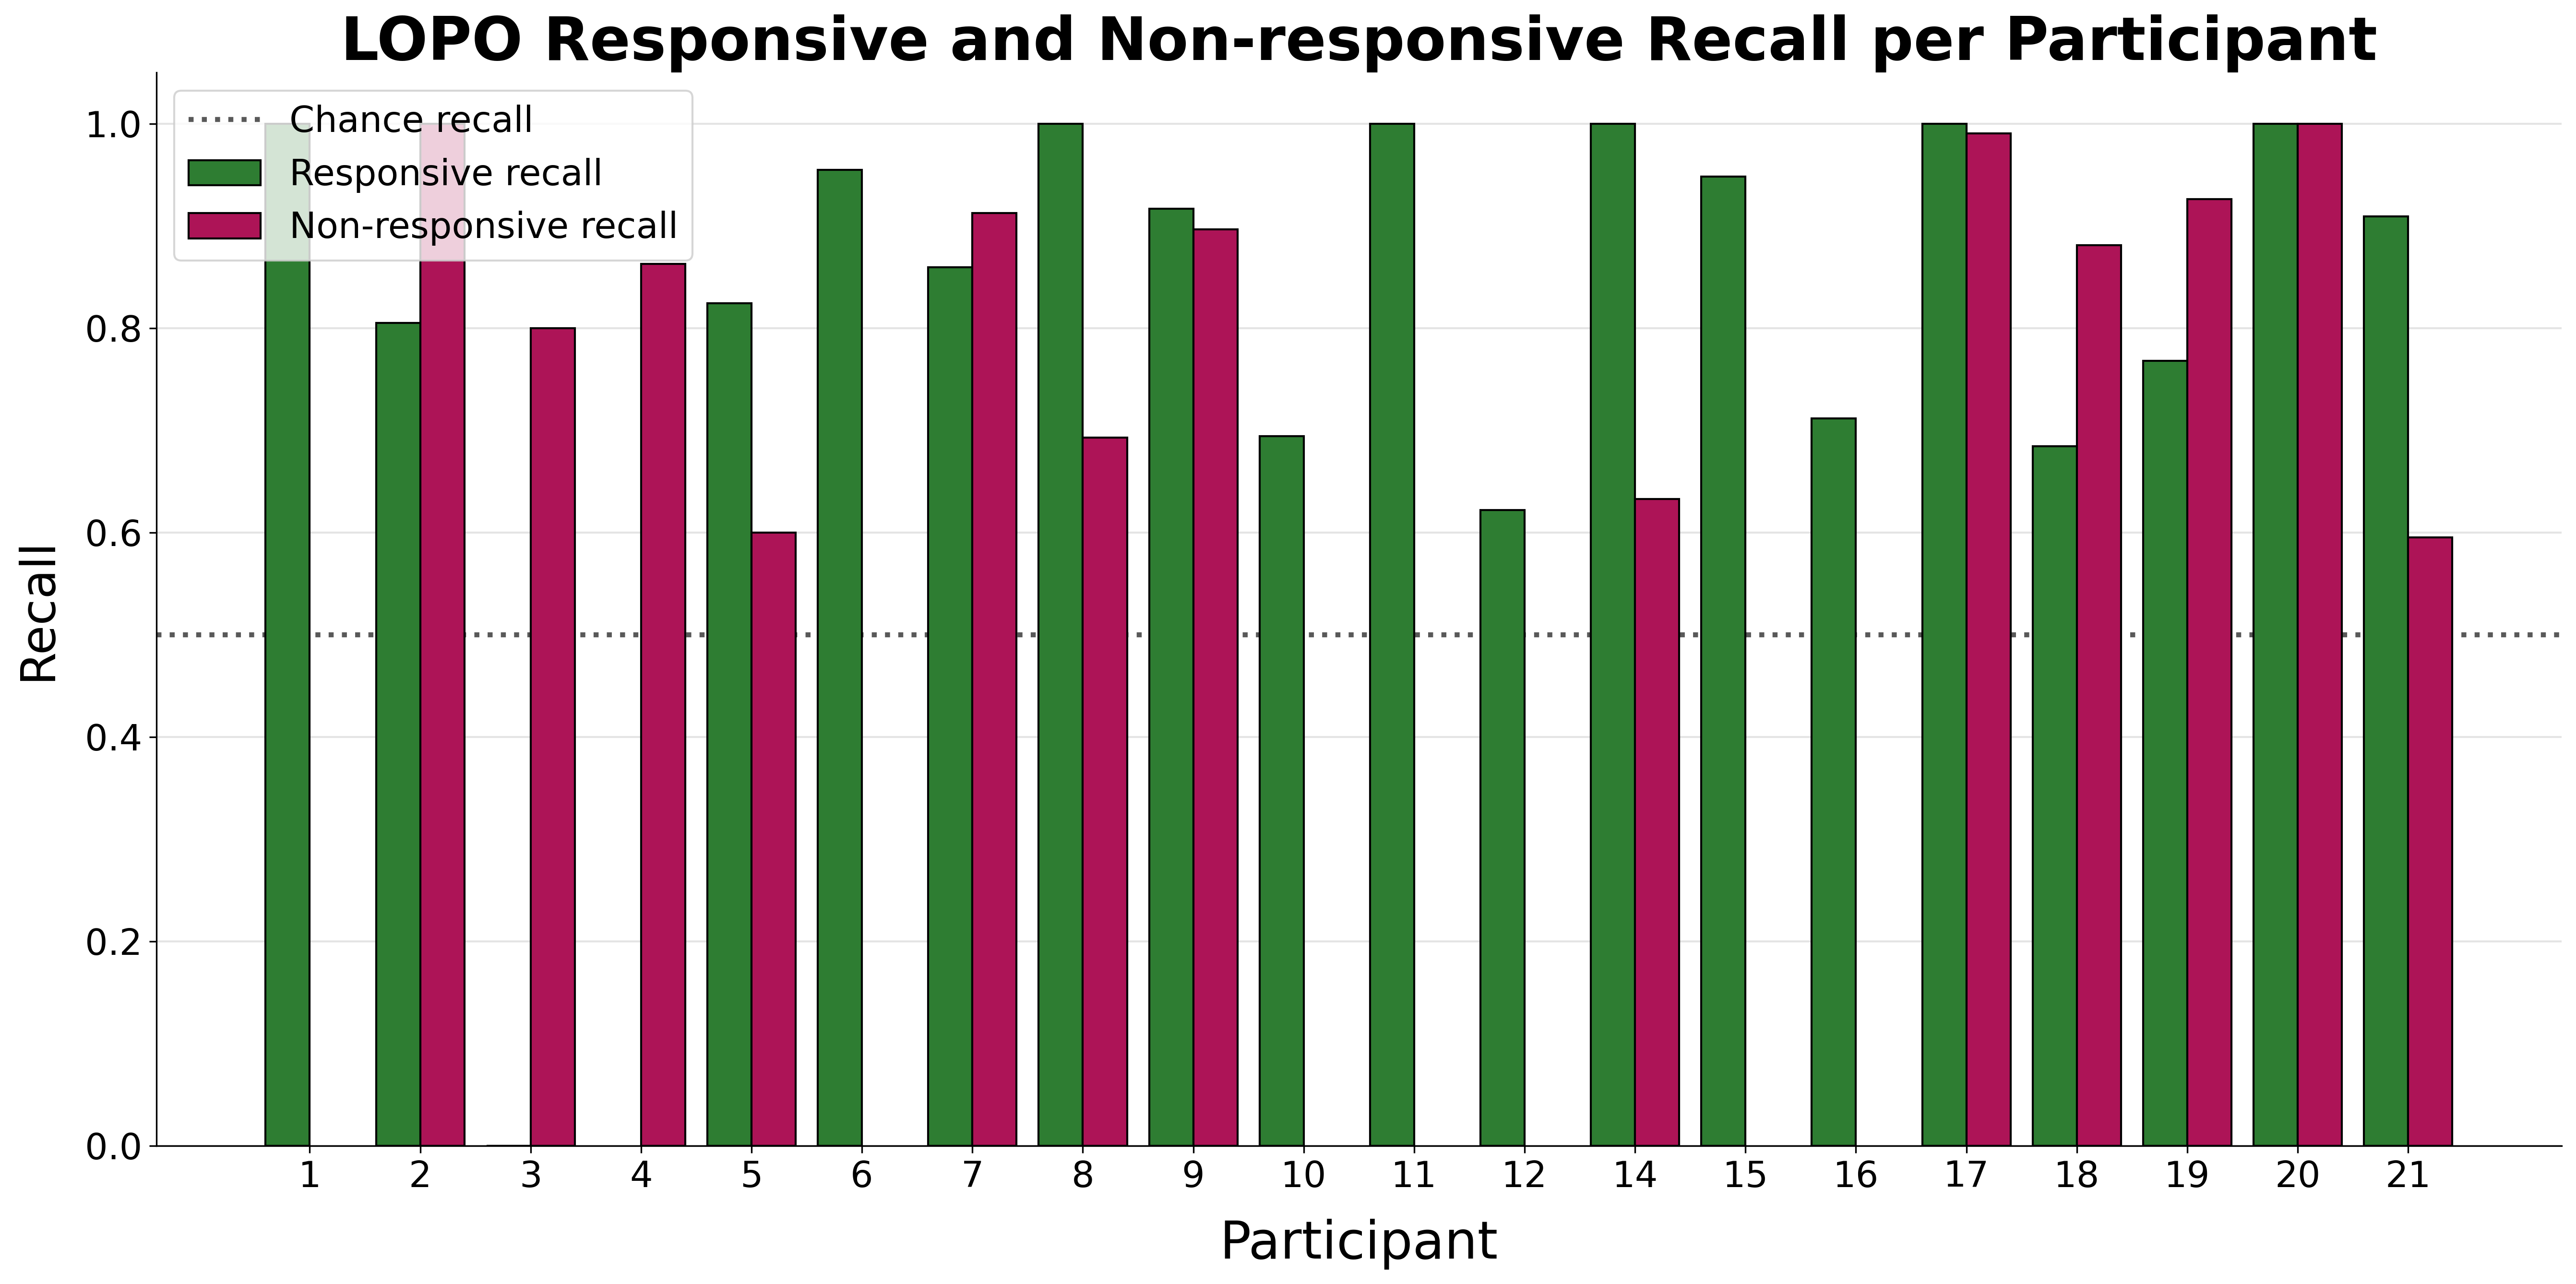 LOPO Responsive and Non-responsive Recall per Participant
Chance recall
Responsive recall
Non-responsive recall
1.0
0.8
0.6
0.4
0.2
0.0
Recall
1 2 3 4 5 6 7 8 9 10 11 12 14 15 16 17 18 19 20 21
Participant